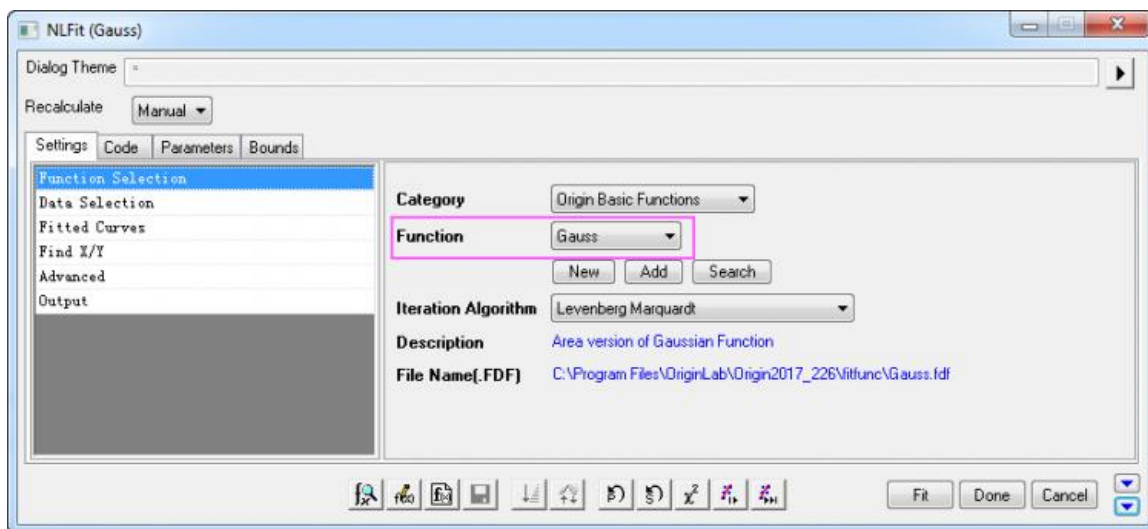 NLFit (Gauss)
Dialog Theme *
Recalculate Manual
Settings Code Parameters Bounds
Function Selection
Data Selection
Fitted Curves
Find X/Y
Advanced
Output
Category Origin Basic Functions
Function Gauss
New Add Search
Iteration Algorithm Levenberg Marquardt
Description Area version of Gaussian Function
File Name(.FDF) C:\Program Files\OriginLab\Origin2017_226\fitfunc\Gauss.fdf
Fit Done Cancel